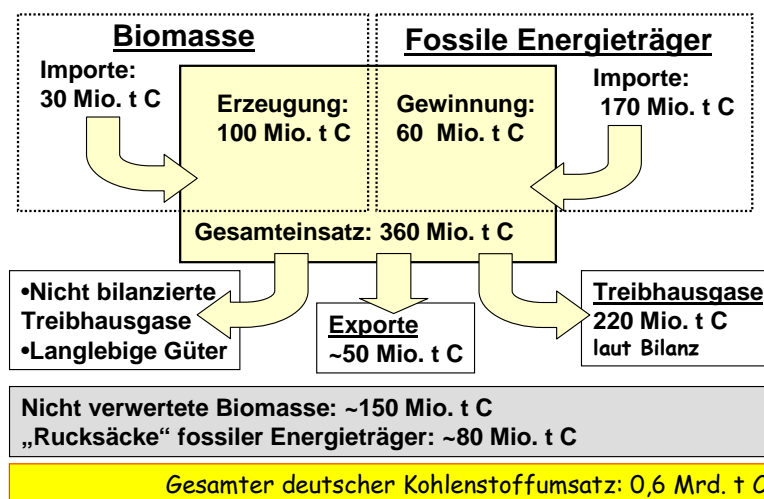 Biomasse
Importe:
30 Mio. t C
Erzeugung:
100 Mio. t C
Fossile Energieträger
Gewinnung:
60 Mio. t C
Importe:
170 Mio. t C
Gesamteinsatz: 360 Mio. t C
•Nicht bilanzierte
Treibhausgase
•Langlebige Güter
Exporte
~50 Mio. t C
Treibhausgase
220 Mio. t C
laut Bilanz
Nicht verwertete Biomasse: ~150 Mio. t C
„Rucksäcke“ fossiler Energieträger: ~80 Mio. t C
Gesamter deutscher Kohlenstoffumsatz: 0,6 Mrd. t C